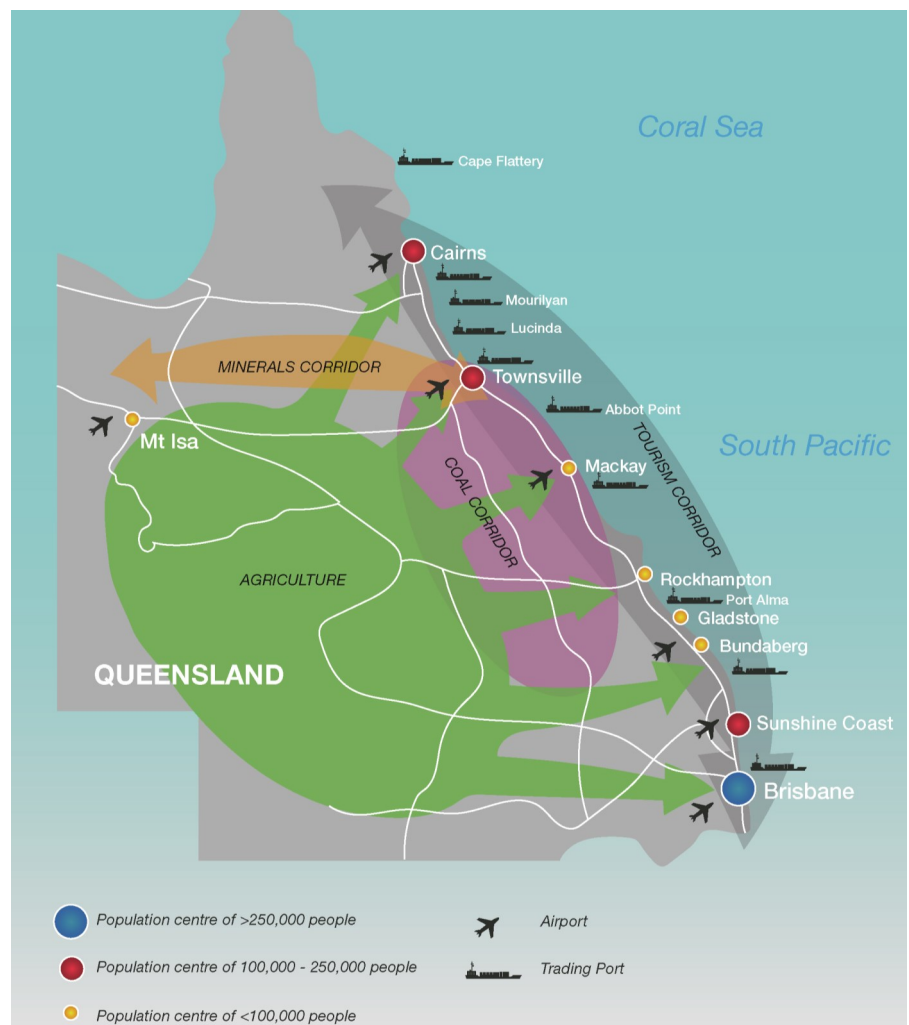 Coral Sea
Cape Flattery
Cairns
Mourilyan
Lucinda
MINERALS CORRIDOR
Townsville
Abbot Point
TOURISM CORRIDOR
South Pacific
Mt Isa
Mackay
COAL CORRIDOR
AGRICULTURE
Rockhampton
Port Alma
Gladstone
Bundaberg
QUEENSLAND
Sunshine Coast
Brisbane
Population centre of >250,000 people
Airport
Population centre of 100,000 - 250,000 people
Trading Port
Population centre of <100,000 people